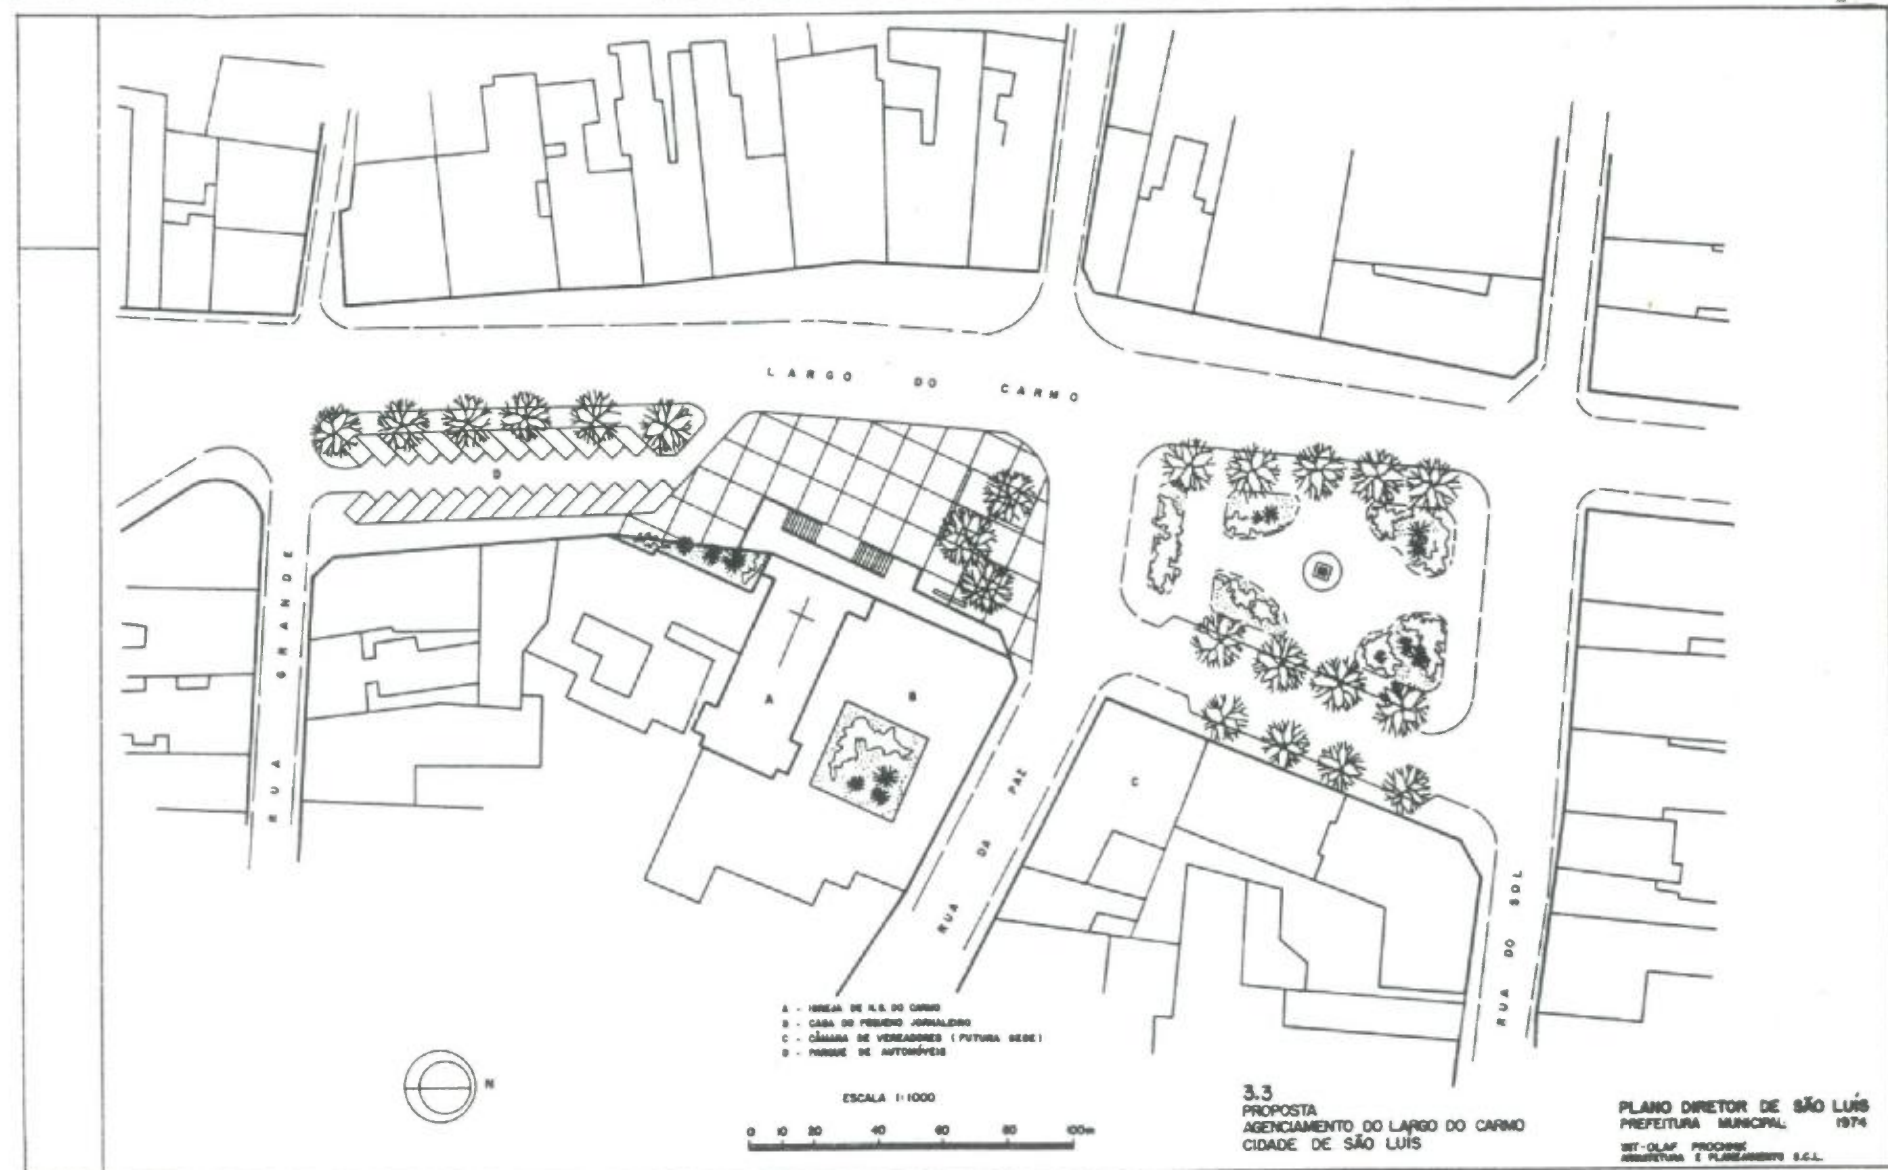 LARGO DO CARMO
D
RUA GRANDE
A
B
C
RUA DA PAZ
RUA DO SOL
A - IGREJA DE N.S. DO CARMO
B - CASA DO PEQUENO JORNALEIRO
C - CÂMARA DE VEREADORES (FUTURA SEDE)
D - PARQUE DE AUTOMÓVEIS
N
ESCALA 1:1000
0 10 20 40 60 80 100m
3.3
PROPOSTA
AGENCIAMENTO DO LARGO DO CARMO
CIDADE DE SÃO LUÍS
PLANO DIRETOR DE SÃO LUÍS
PREFEITURA MUNICIPAL 1974
WIT-OLAF PROCHNIK
ARQUITETURA E PLANEJAMENTO S.C.L.